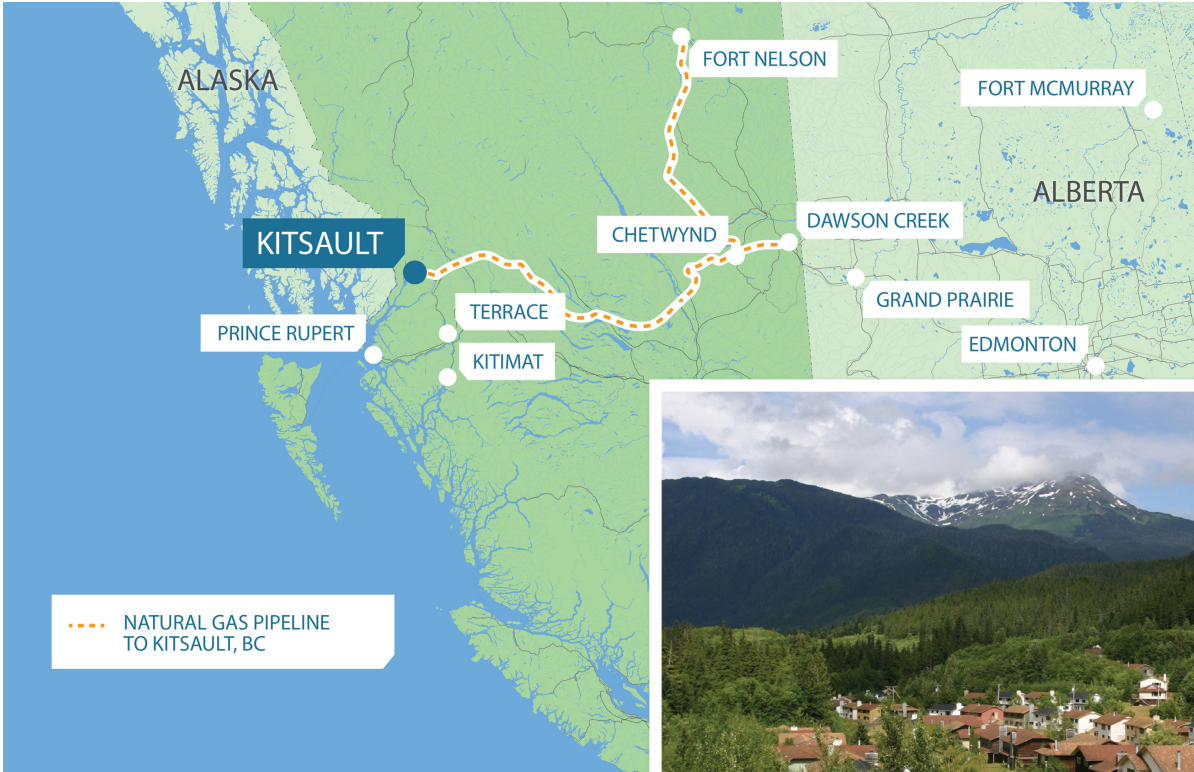 ALASKA
FORT NELSON
FORT MCMURRAY
ALBERTA
KITSAULT
CHETWYND
DAWSON CREEK
TERRACE
GRAND PRAIRIE
PRINCE RUPERT
KITIMAT
EDMONTON
NATURAL GAS PIPELINE
TO KITSAULT, BC